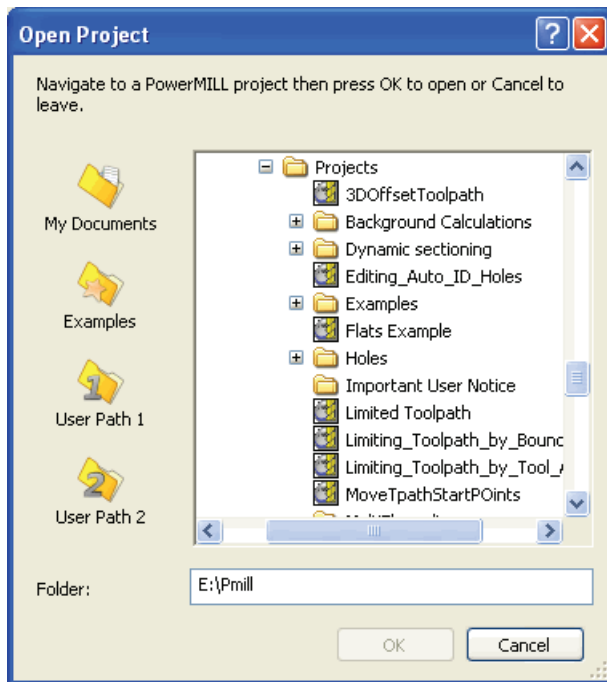 Open Project
Navigate to a PowerMILL project then press OK to open or Cancel to
leave.
My Documents
Examples
User Path 1
User Path 2
Projects
3DOffsetToolpath
Background Calculations
Dynamic sectioning
Editing_Auto_ID_Holes
Examples
Flats Example
Holes
Important User Notice
Limited Toolpath
Limiting_Toolpath_by_Bounc
Limiting_Toolpath_by_Tool_
MoveTpathStartPOints
Folder:
E:\Pmill
OK
Cancel